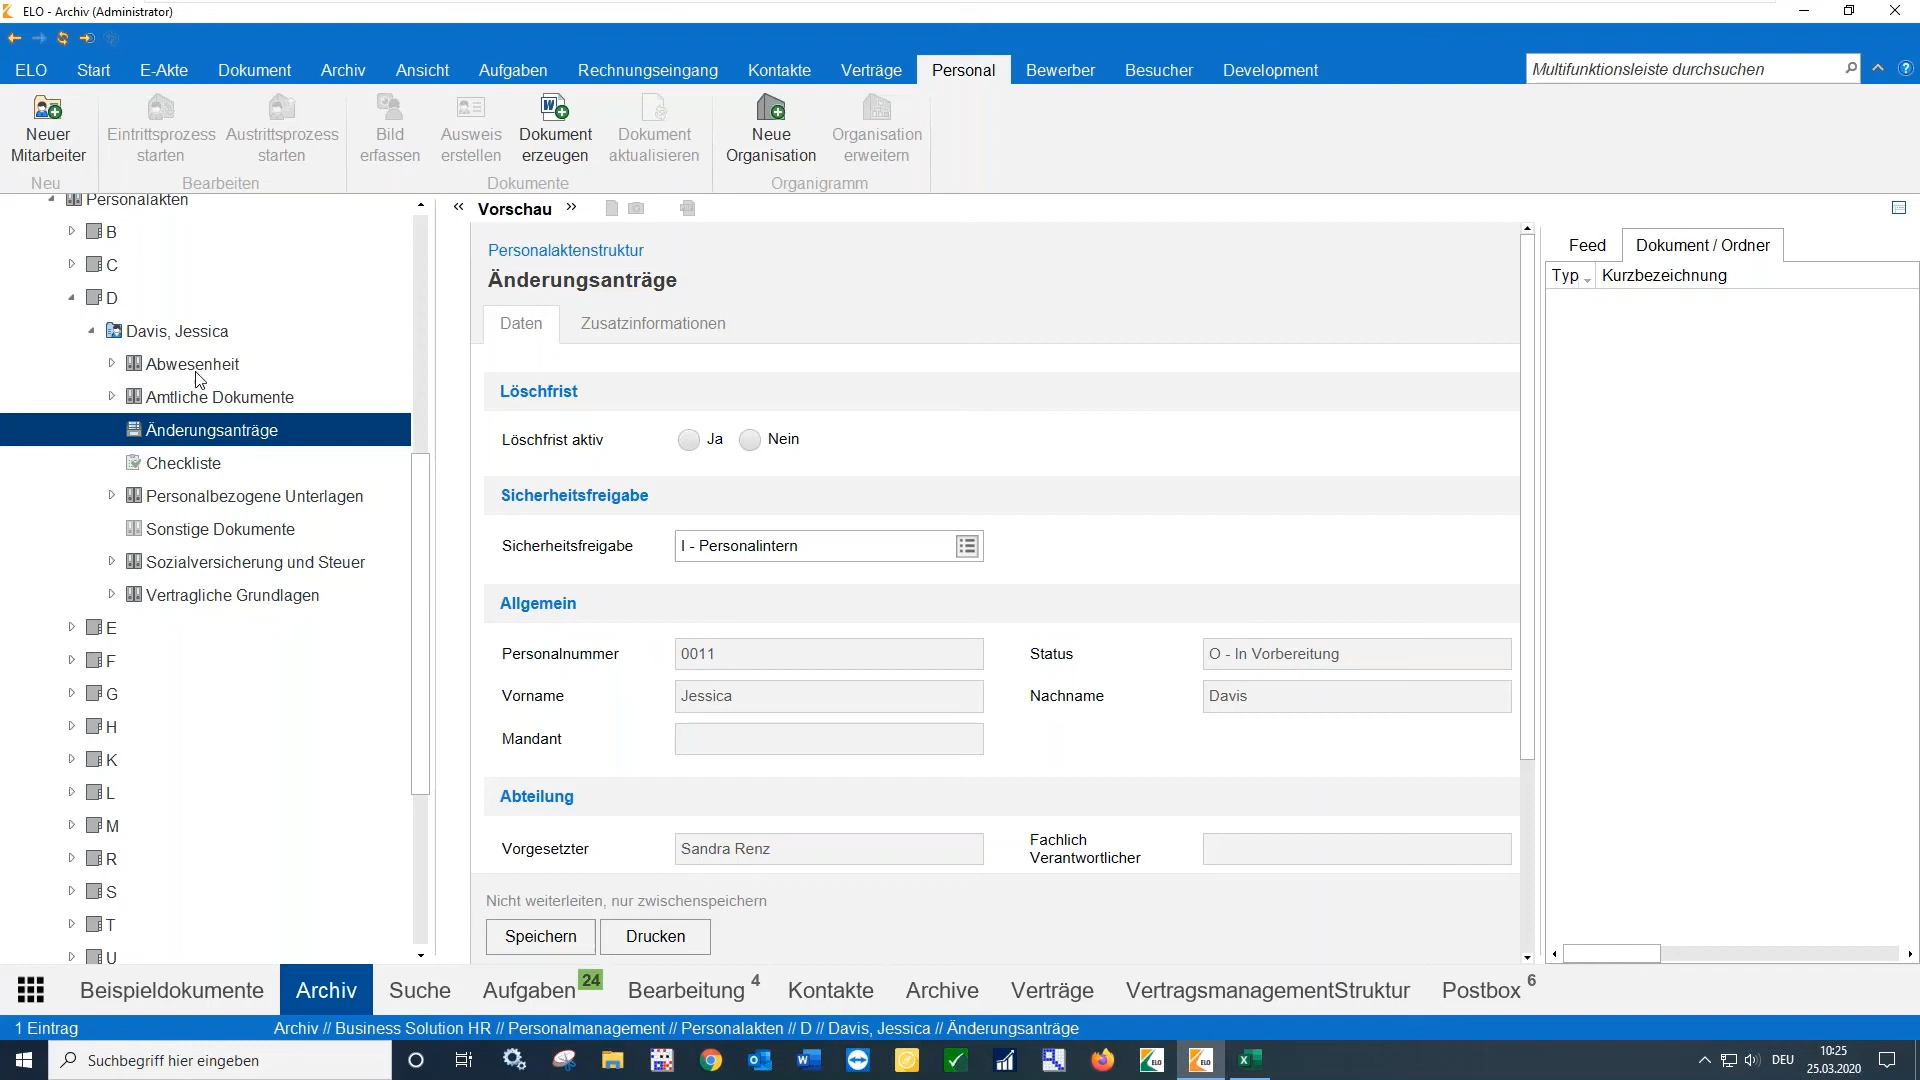 ELO - Archiv (Administrator)
ELO Start E-Akte Dokument Archiv Ansicht Aufgaben Rechnungseingang Kontakte Verträge Personal Bewerber Besucher Development
Multifunktionsleiste durchsuchen
Neuer Mitarbeiter
Eintrittsprozess starten
Austrittsprozess starten
Bild erfassen
Ausweis erstellen
Dokument erzeugen
Dokument aktualisieren
Neue Organisation
Organisation erweitern
Neu Bearbeiten Dokumente Organigramm
Personalakten
B
C
D
Davis, Jessica
Abwesenheit
Amtliche Dokumente
Änderungsanträge
Checkliste
Personalbezogene Unterlagen
Sonstige Dokumente
Sozialversicherung und Steuer
Vertragliche Grundlagen
E
F
G
H
K
L
M
R
S
T
U
« Vorschau »
Personalaktenstruktur
Änderungsanträge
Daten Zusatzinformationen
Löschfrist
Löschfrist aktiv Ja Nein
Sicherheitsfreigabe
Sicherheitsfreigabe I - Personalintern
Allgemein
Personalnummer 0011 Status O - In Vorbereitung
Vorname Jessica Nachname Davis
Mandant
Abteilung
Vorgesetzter Sandra Renz Fachlich Verantwortlicher
Nicht weiterleiten, nur zwischenspeichern
Speichern Drucken
Feed Dokument / Ordner
Typ Kurzbezeichnung
Beispieldokumente Archiv Suche Aufgaben 24 Bearbeitung 4 Kontakte Archive Verträge VertragsmanagementStruktur Postbox 6
1 Eintrag Archiv // Business Solution HR // Personalmanagement // Personalakten // D // Davis, Jessica // Änderungsanträge
Suchbegriff hier eingeben
ELO ELO
DEU
10:25
25.03.2020